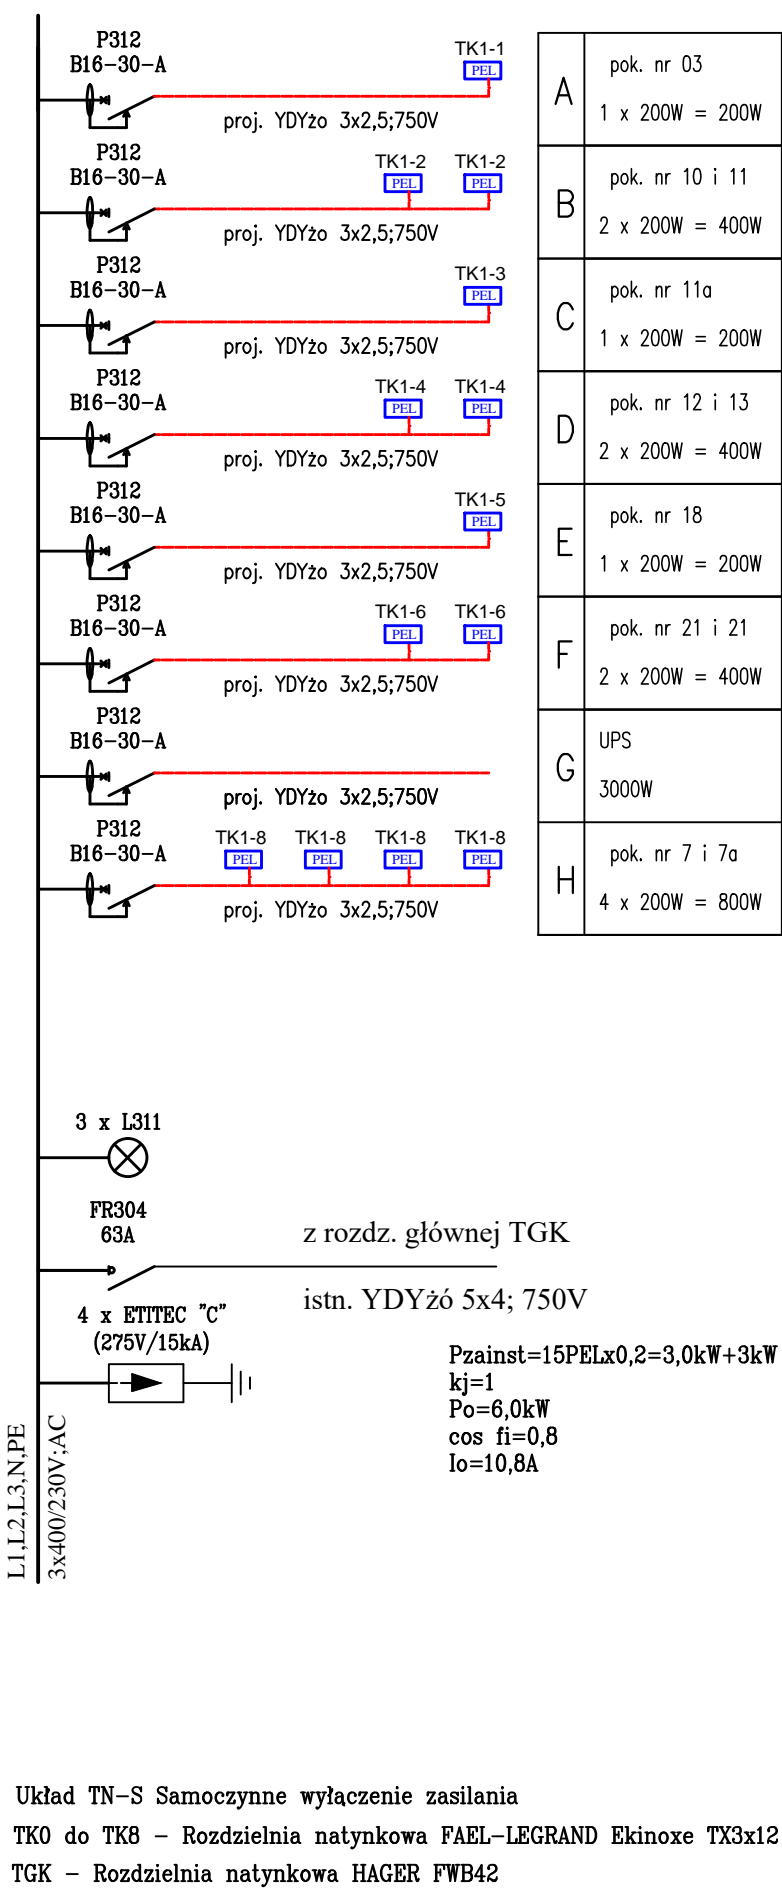 P312
B16-30-A
TK1-1
PEL
proj. YDYżo 3x2,5;750V
A
pok. nr 03
1 x 200W = 200W
P312
B16-30-A
TK1-2 TK1-2
PEL PEL
proj. YDYżo 3x2,5;750V
B
pok. nr 10 i 11
2 x 200W = 400W
P312
B16-30-A
TK1-3
PEL
proj. YDYżo 3x2,5;750V
C
pok. nr 11a
1 x 200W = 200W
P312
B16-30-A
TK1-4 TK1-4
PEL PEL
proj. YDYżo 3x2,5;750V
D
pok. nr 12 i 13
2 x 200W = 400W
P312
B16-30-A
TK1-5
PEL
proj. YDYżo 3x2,5;750V
E
pok. nr 18
1 x 200W = 200W
P312
B16-30-A
TK1-6 TK1-6
PEL PEL
proj. YDYżo 3x2,5;750V
F
pok. nr 21 i 21
2 x 200W = 400W
P312
B16-30-A
proj. YDYżo 3x2,5;750V
G
UPS
3000W
P312
B16-30-A
TK1-8 TK1-8 TK1-8 TK1-8
PEL PEL PEL PEL
proj. YDYżo 3x2,5;750V
H
pok. nr 7 i 7a
4 x 200W = 800W
3 x L311
FR304
63A
z rozdz. głównej TGK
istn. YDYżó 5x4; 750V
4 x ETITEC "C"
(275V/15kA)
Pzainst=15PELx0,2=3,0kW+3kW
kj=1
Po=6,0kW
cos fi=0,8
Io=10,8A
L1,L2,L3,N,PE
3x400/230V;AC
Układ TN-S Samoczynne wyłączenie zasilania
TK0 do TK8 - Rozdzielnia natynkowa FAEL-LEGRAND Ekinoxe TX3x12
TGK - Rozdzielnia natynkowa HAGER FWB42